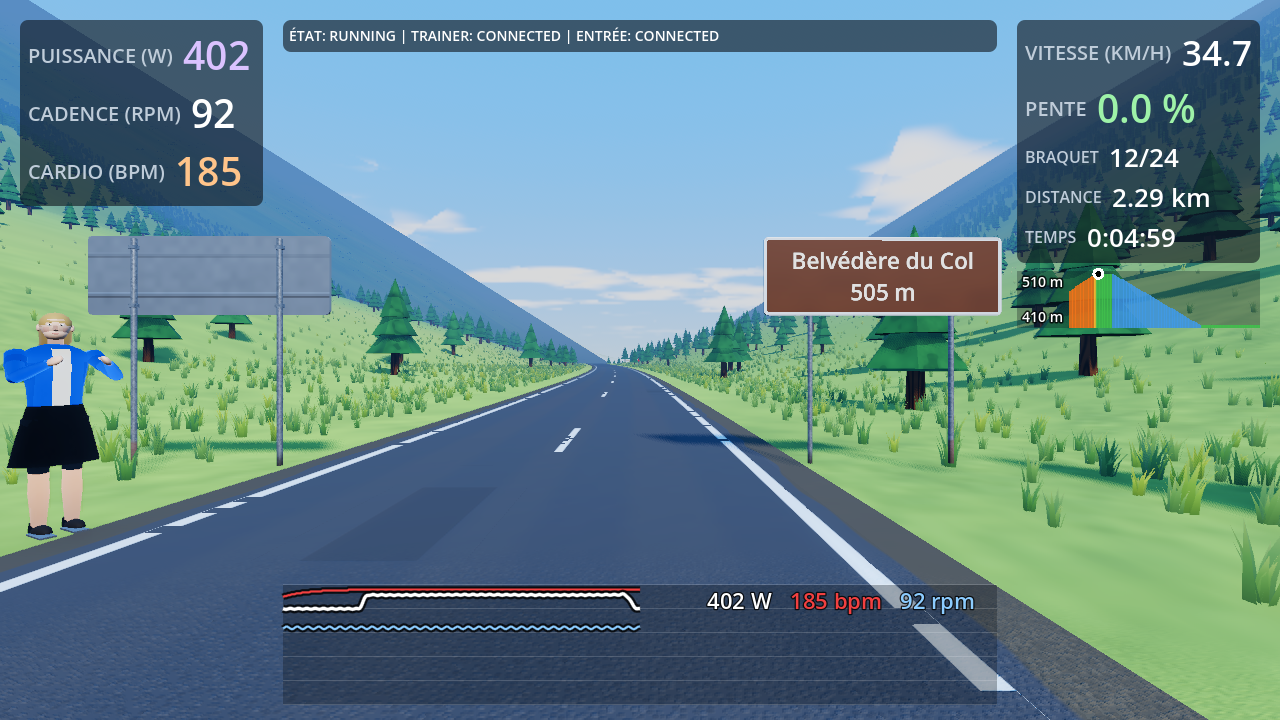 PUISSANCE (W) 402
CADENCE (RPM) 92
CARDIO (BPM) 185
ÉTAT: RUNNING | TRAINER: CONNECTED | ENTRÉE: CONNECTED
VITESSE (KM/H) 34.7
PENTE 0.0 %
BRAQUET 12/24
DISTANCE 2.29 km
TEMPS 0:04:59
510 m
410 m
Belvédère du Col
505 m
402 W 185 bpm 92 rpm